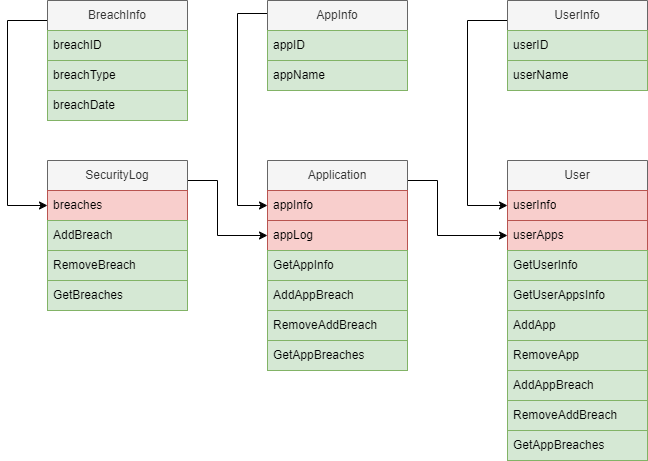 BreachInfo
breachID
breachType
breachDate
AppInfo
appID
appName
UserInfo
userID
userName
SecurityLog
breaches
AddBreach
RemoveBreach
GetBreaches
Application
appInfo
appLog
GetAppInfo
AddAppBreach
RemoveAddBreach
GetAppBreaches
User
userInfo
userApps
GetUserInfo
GetUserAppsInfo
AddApp
RemoveApp
AddAppBreach
RemoveAddBreach
GetAppBreaches